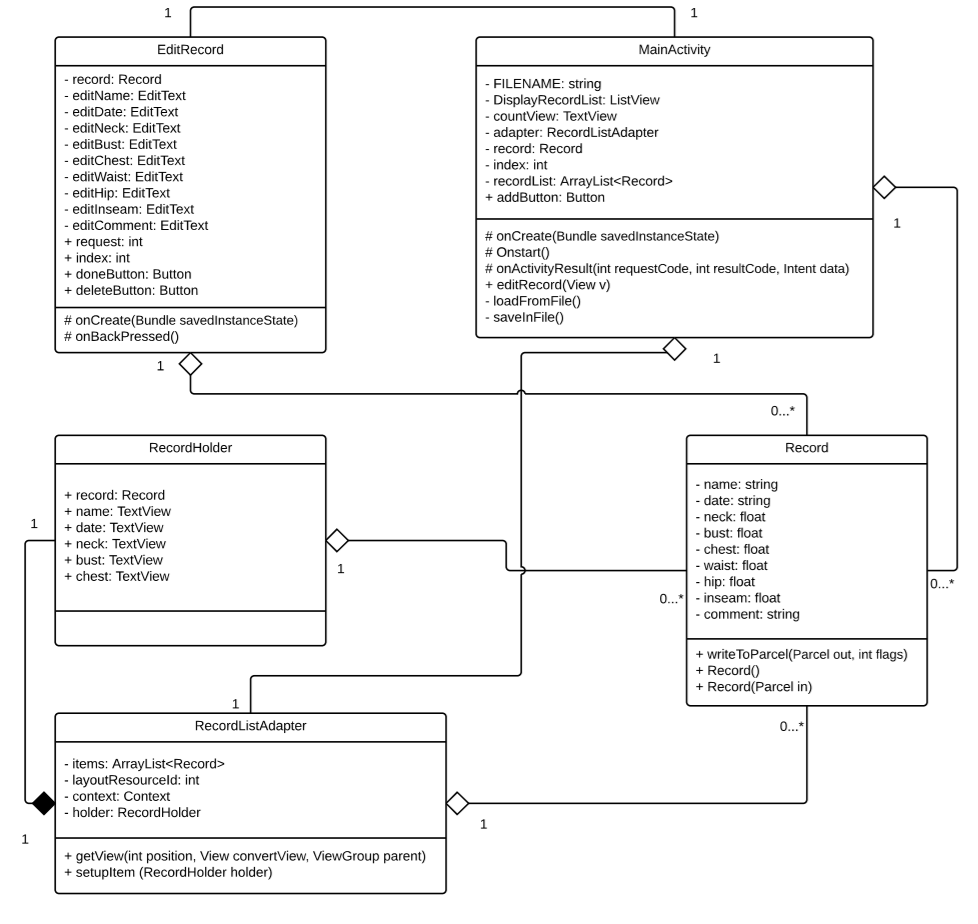 1
1
EditRecord
- record: Record
- editName: EditText
- editDate: EditText
- editNeck: EditText
- editBust: EditText
- editChest: EditText
- editWaist: EditText
- editHip: EditText
- editInseam: EditText
- editComment: EditText
+ request: int
+ index: int
+ doneButton: Button
+ deleteButton: Button
# onCreate(Bundle savedInstanceState)
# onBackPressed()
1
MainActivity
- FILENAME: string
- DisplayRecordList: ListView
- countView: TextView
- adapter: RecordListAdapter
- record: Record
- index: int
- recordList: ArrayList<Record>
+ addButton: Button
# onCreate(Bundle savedInstanceState)
# Onstart()
# onActivityResult(int requestCode, int resultCode, Intent data)
+ editRecord(View v)
- loadFromFile()
- saveInFile()
1
1
0...*
RecordHolder
+ record: Record
+ name: TextView
+ date: TextView
+ neck: TextView
+ bust: TextView
+ chest: TextView
1
1
Record
- name: string
- date: string
- neck: float
- bust: float
- chest: float
- waist: float
- hip: float
- inseam: float
- comment: string
+ writeToParcel(Parcel out, int flags)
+ Record()
+ Record(Parcel in)
0...*
0...*
0...*
1
RecordListAdapter
- items: ArrayList<Record>
- layoutResourceId: int
- context: Context
- holder: RecordHolder
+ getView(int position, View convertView, ViewGroup parent)
+ setupItem (RecordHolder holder)
1
1